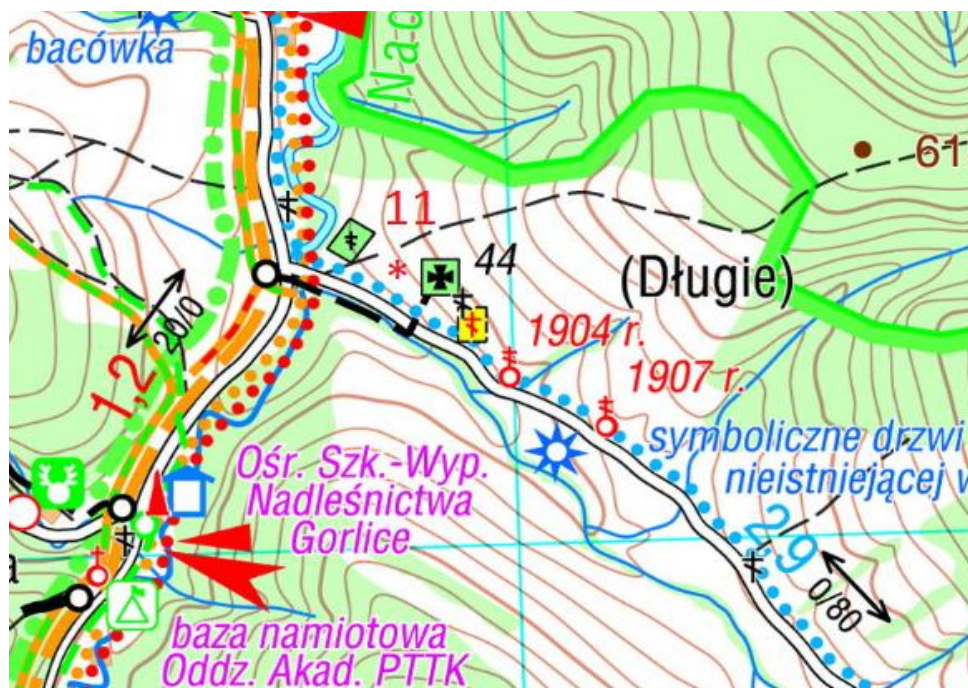 bacówka
Nad
61
11
44
(Długie)
20/0
1,2
1904 r.
1907 r.
symboliczne drzwi
nieistniejącej w
Ośr. Szk.-Wyp.
Nadleśnictwa
Gorlice
2,9
0/80
a
baza namiotowa
Oddz. Akad. PTTK